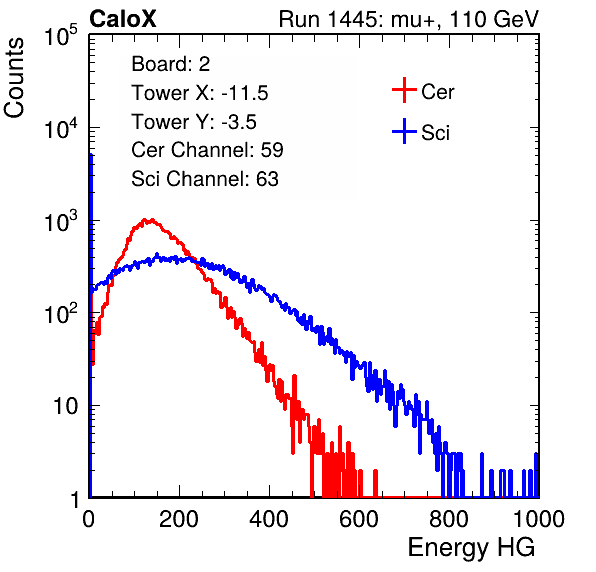 CaloX Run 1445: mu+, 110 GeV
Counts
Board: 2
Tower X: -11.5
Tower Y: -3.5
Cer Channel: 59
Sci Channel: 63
Cer
Sci
10^5
10^4
10^3
10^2
10
1
0 200 400 600 800 1000
Energy HG